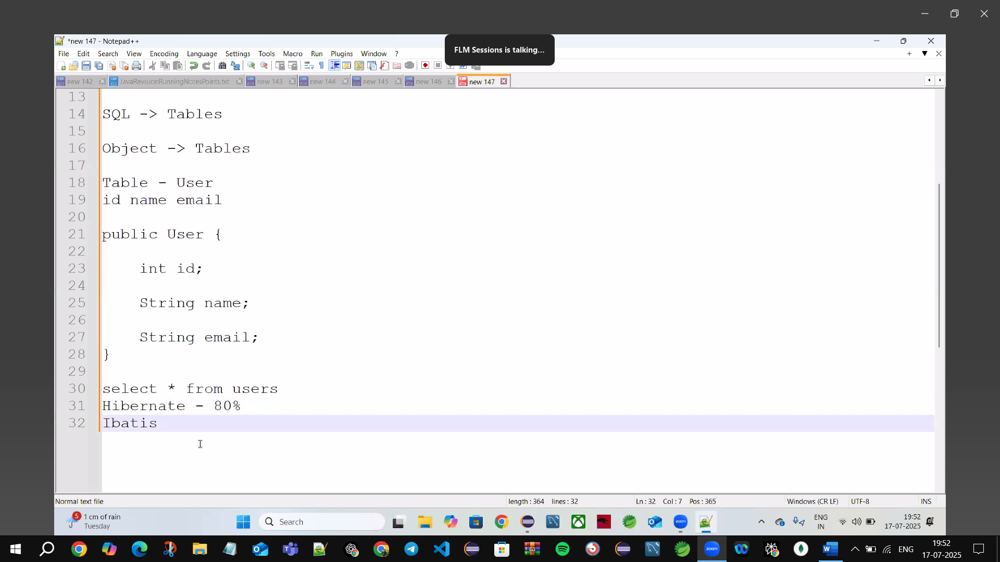 *new 147 - Notepad++
FLM Sessions is talking...
File Edit Search View Encoding Language Settings Tools Macro Run Plugins Window ?
new 142 JavaRevisionRunningNotesPoints.txt new 143 new 144 new 145 new 146 new 147
13
14 SQL -> Tables
15
16 Object -> Tables
17
18 Table - User
19 id name email
20
21 public User {
22
23 int id;
24
25 String name;
26
27 String email;
28 }
29
30 select * from users
31 Hibernate - 80%
32 Ibatis
Normal text file length : 364 lines : 32 Ln : 32 Col : 7 Pos : 365 Windows (CR LF) UTF-8 INS
5 1 cm of rain
Tuesday
Search
zoom
ENG
IN
19:52
17-07-2025
zoom
ENG
19:52
17-07-2025